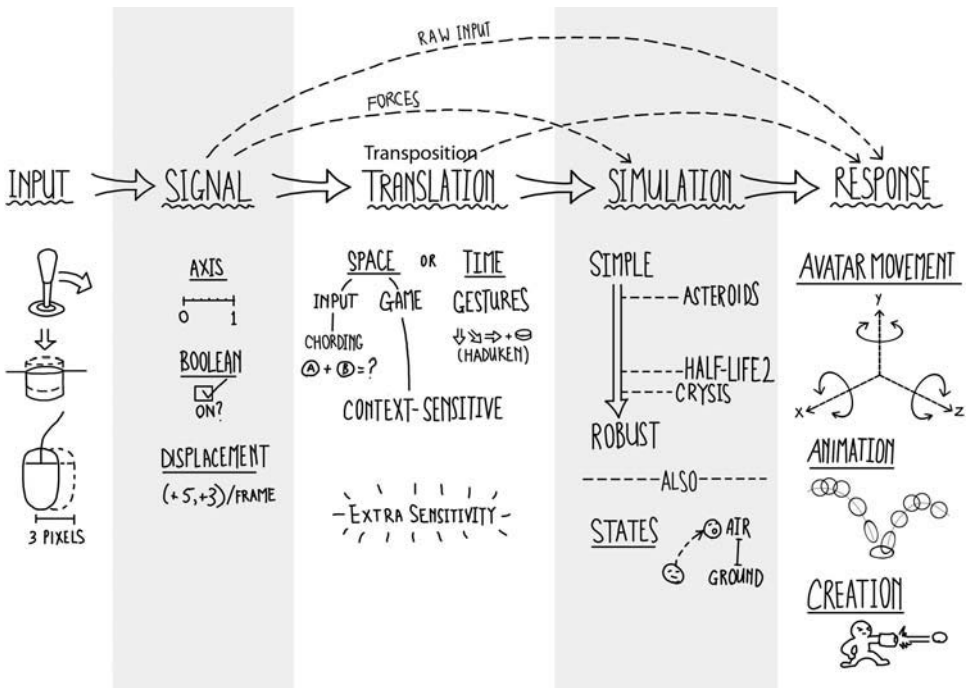 RAW INPUT
FORCES
Transposition
INPUT
SIGNAL
TRANSLATION
SIMULATION
RESPONSE
3 PIXELS
AXIS
0 1
BOOLEAN
ON?
DISPLACEMENT
(+5,+3)/FRAME
SPACE OR TIME
INPUT GAME GESTURES
CHORDING
A + B = ?
+
(HADUKEN)
CONTEXT-SENSITIVE
EXTRA SENSITIVITY
SIMPLE
ASTEROIDS
HALF-LIFE 2
CRYSIS
ROBUST
ALSO
STATES
AIR
GROUND
AVATAR MOVEMENT
Y
X Z
ANIMATION
CREATION